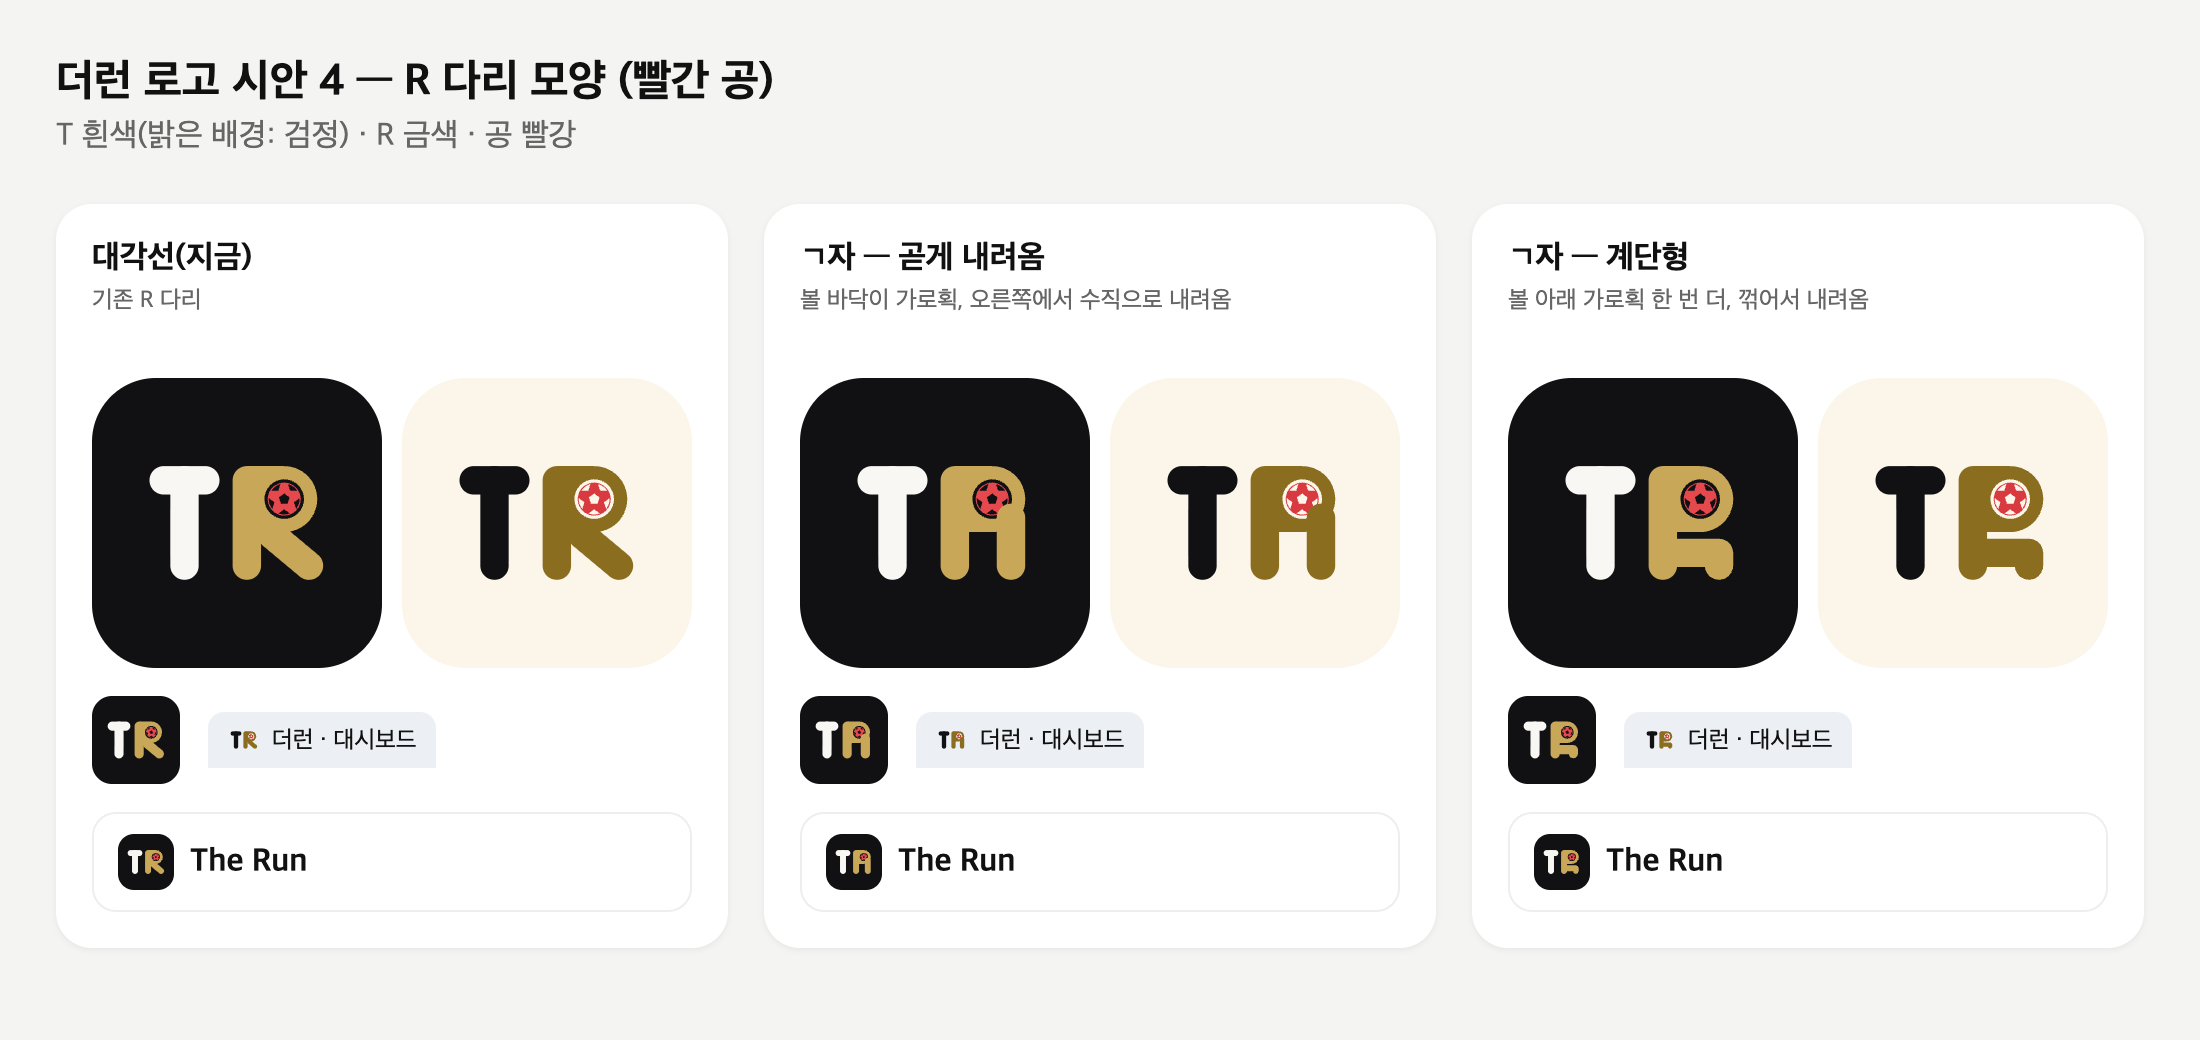 더런 로고 시안 4 — R 다리 모양 (빨간 공)
T 흰색(밝은 배경: 검정) · R 금색 · 공 빨강
대각선(지금)
기존 R 다리
TR
TR
TR
TR 더런 · 대시보드
TR The Run
ㄱ자 — 곧게 내려옴
볼 바닥이 가로획, 오른쪽에서 수직으로 내려옴
TR
TR
TR
TR 더런 · 대시보드
TR The Run
ㄱ자 — 계단형
볼 아래 가로획 한 번 더, 꺾어서 내려옴
TR
TR
TR
TR 더런 · 대시보드
TR The Run